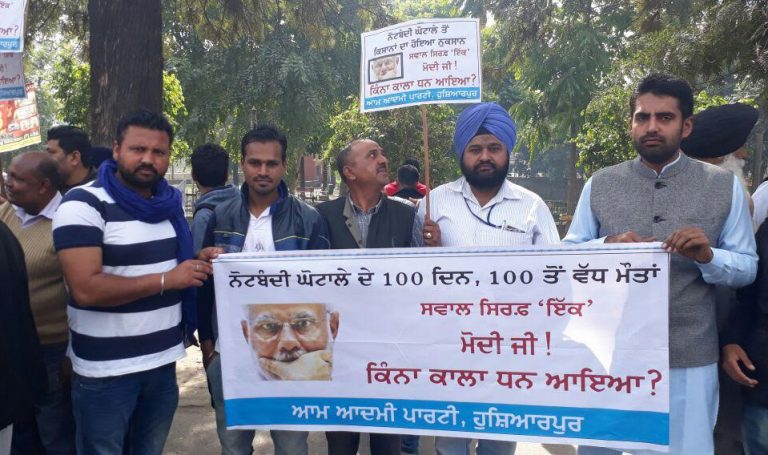 ਨੋਟਬੰਦੀ ਘੋਟਾਲੇ ਤੋਂ
ਕਿਸਾਨਾਂ ਦਾ ਹੋਇਆ ਨੁਕਸਾਨ
ਸਵਾਲ ਸਿਰਫ਼ 'ਇੱਕ'
ਮੋਦੀ ਜੀ !
ਕਿੰਨਾ ਕਾਲਾ ਧਨ ਆਇਆ?
ਆਮ ਆਦਮੀ ਪਾਰਟੀ, ਹੁਸ਼ਿਆਰਪੁਰ
ਨੋਟਬੰਦੀ ਘੋਟਾਲੇ ਦੇ 100 ਦਿਨ, 100 ਤੋਂ ਵੱਧ ਮੌਤਾਂ
ਸਵਾਲ ਸਿਰਫ਼ 'ਇੱਕ'
ਮੋਦੀ ਜੀ !
ਕਿੰਨਾ ਕਾਲਾ ਧਨ ਆਇਆ?
ਆਮ ਆਦਮੀ ਪਾਰਟੀ, ਹੁਸ਼ਿਆਰਪੁਰ